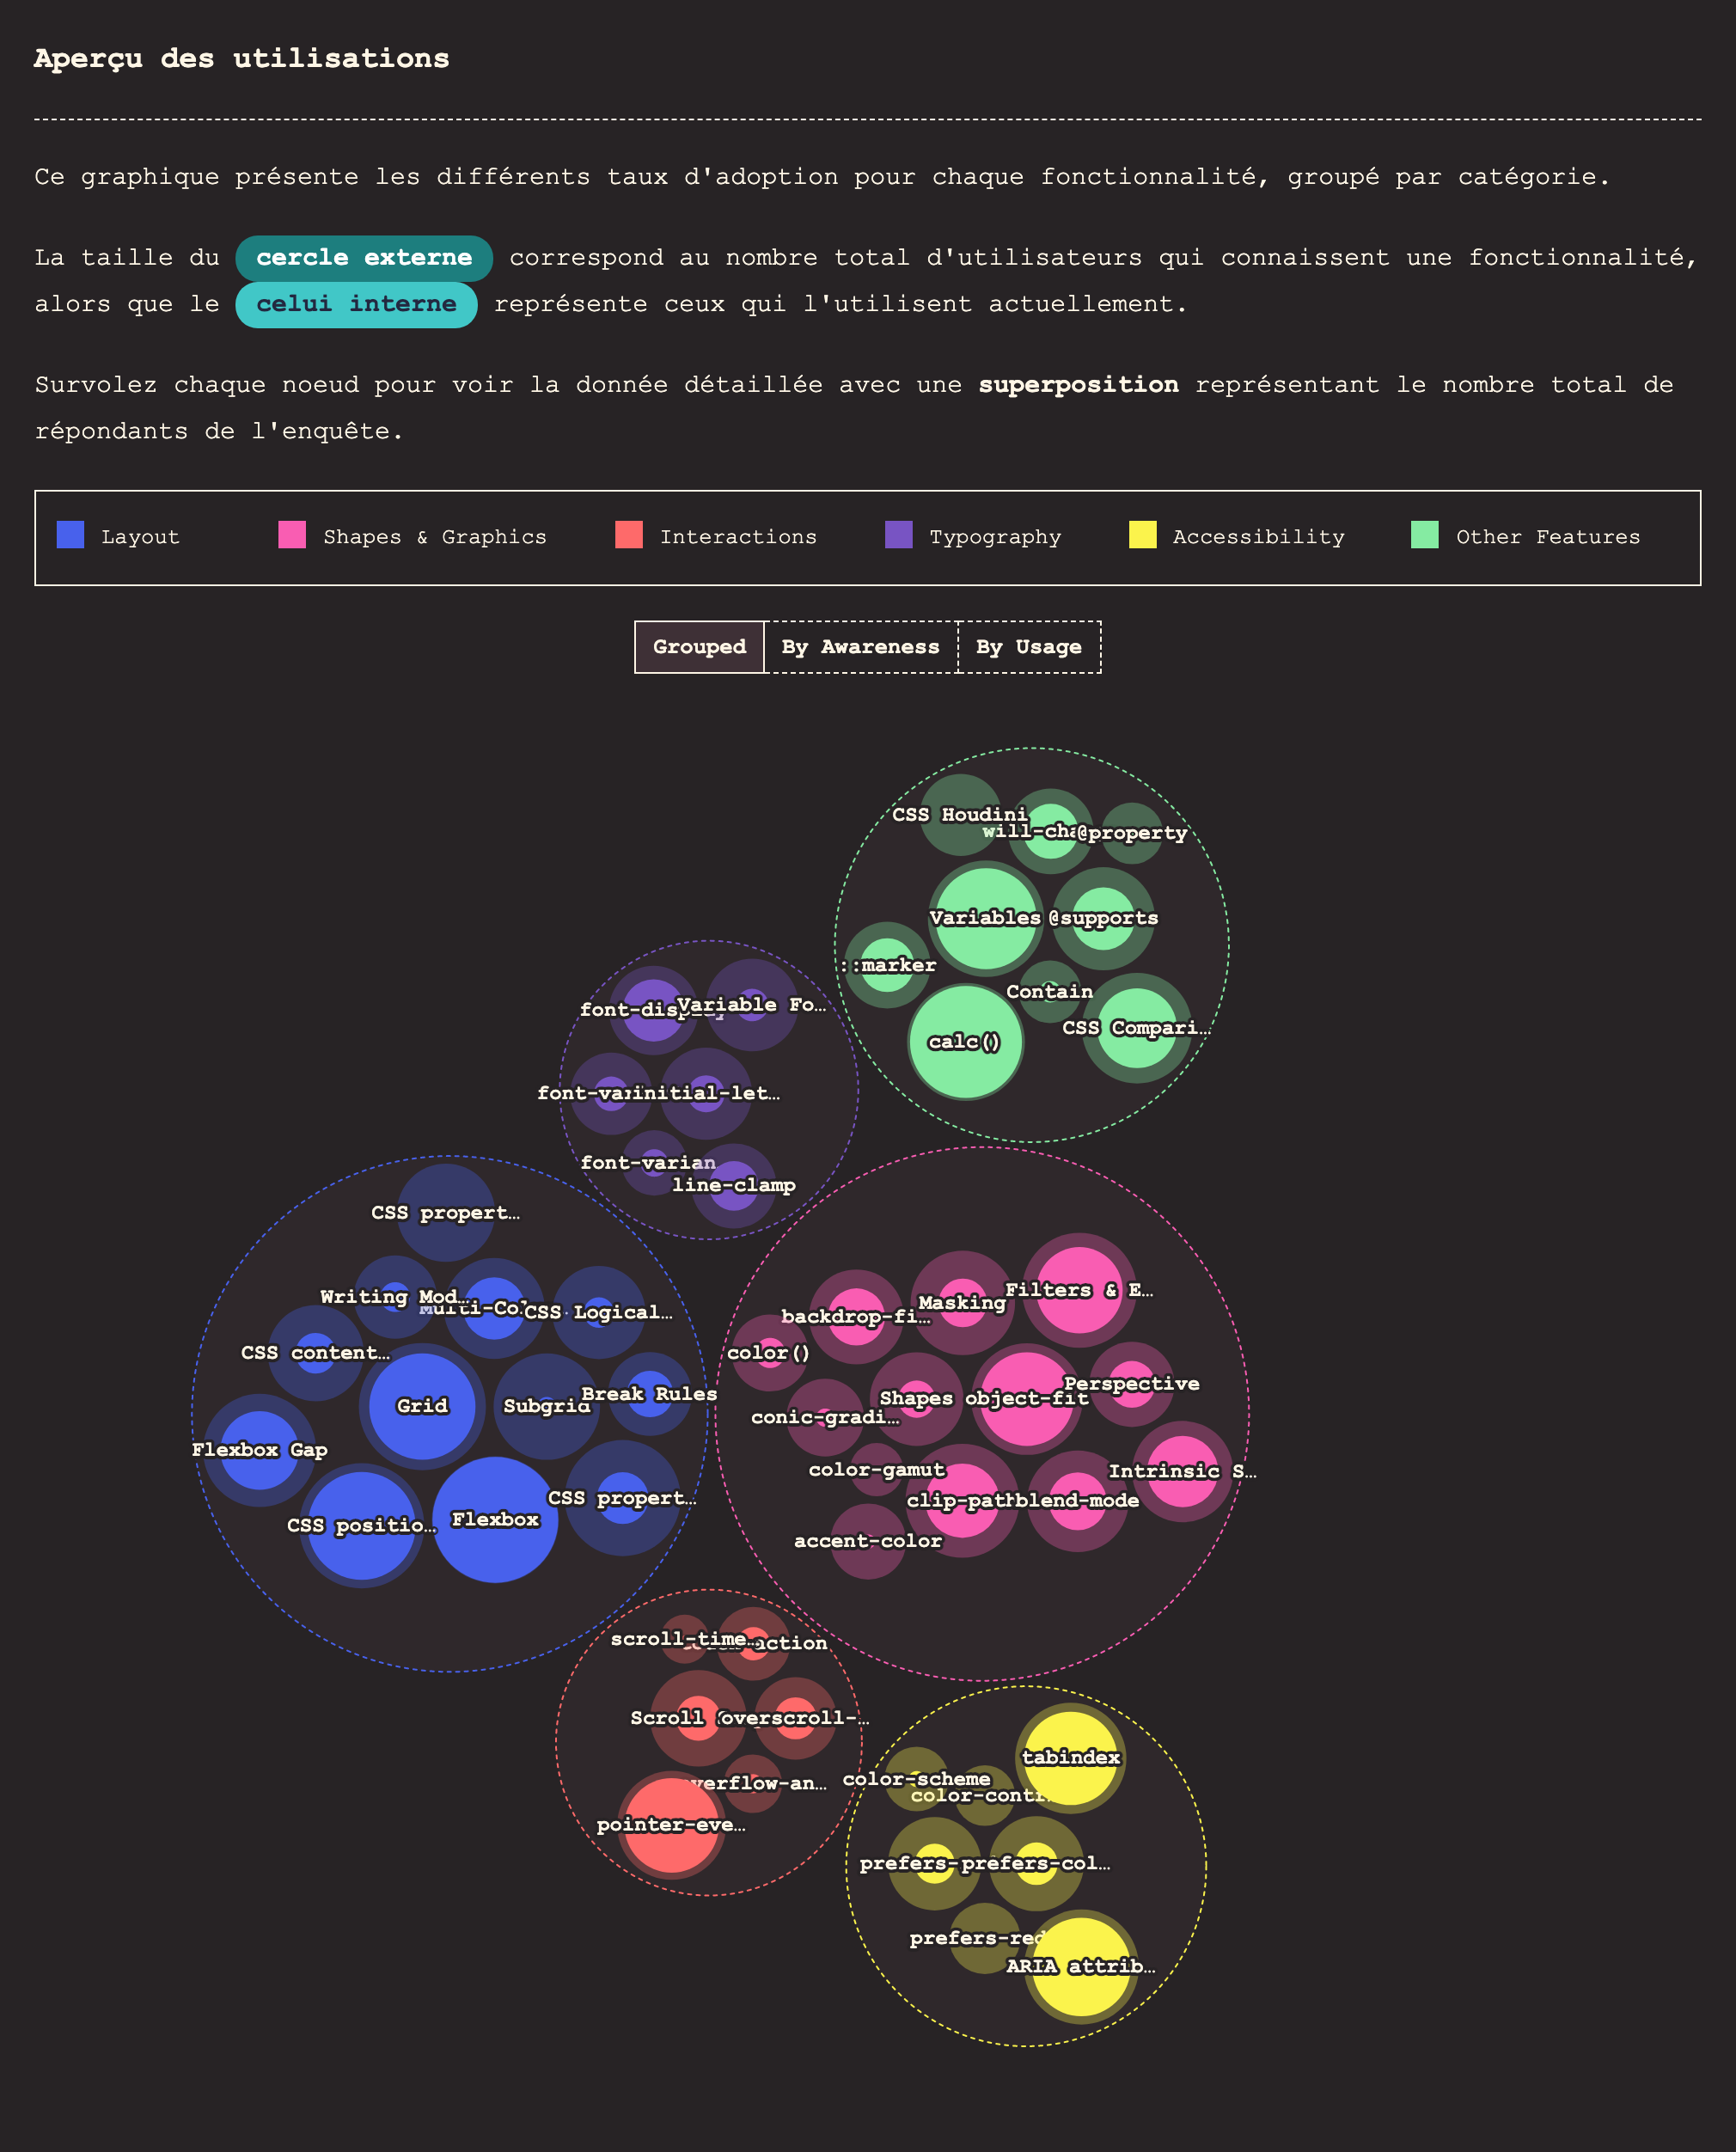 Aperçu des utilisations
Ce graphique présente les différents taux d'adoption pour chaque fonctionnalité, groupé par catégorie.
La taille du cercle externe correspond au nombre total d'utilisateurs qui connaissent une fonctionnalité,
alors que le celui interne représente ceux qui l'utilisent actuellement.
Survolez chaque noeud pour voir la donnée détaillée avec une superposition représentant le nombre total de
répondants de l'enquête.
Layout
Shapes & Graphics
Interactions
Typography
Accessibility
Other Features
Grouped
By Awareness
By Usage
CSS Houdini
will-cha
@property
Variables
@supports
::marker
Contain
CSS Compari…
calc()
font-disp
Variable Fo…
font-va
initial-let…
font-varian
line-clamp
CSS propert…
Writing Mod…
Multi-Col
CSS Logical…
CSS content…
Grid
Subgrid
Break Rules
Flexbox Gap
CSS positio…
Flexbox
CSS propert…
Filters & E…
Masking
backdrop-fi…
color()
Perspective
Shapes
object-fit
conic-gradi…
color-gamut
Intrinsic S…
clip-path
blend-mode
accent-color
scroll-time…
action
Scroll
overscroll-…
verflow-an…
pointer-eve…
tabindex
color-scheme
color-contr
prefers-
prefers-col…
prefers-red
ARIA attrib…